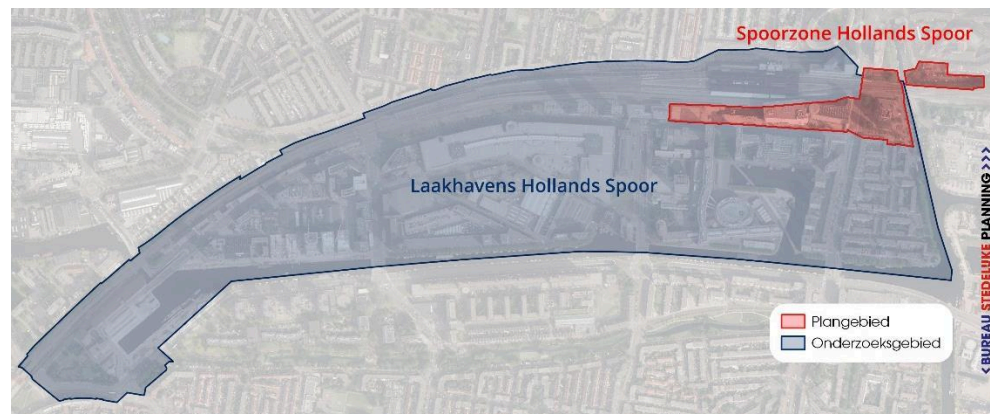 Spoorzone Hollands Spoor
Laakhavens Hollands Spoor
Plangebied
Onderzoeksgebied
<BUREAU STEDELIJKE PLANNING>>>